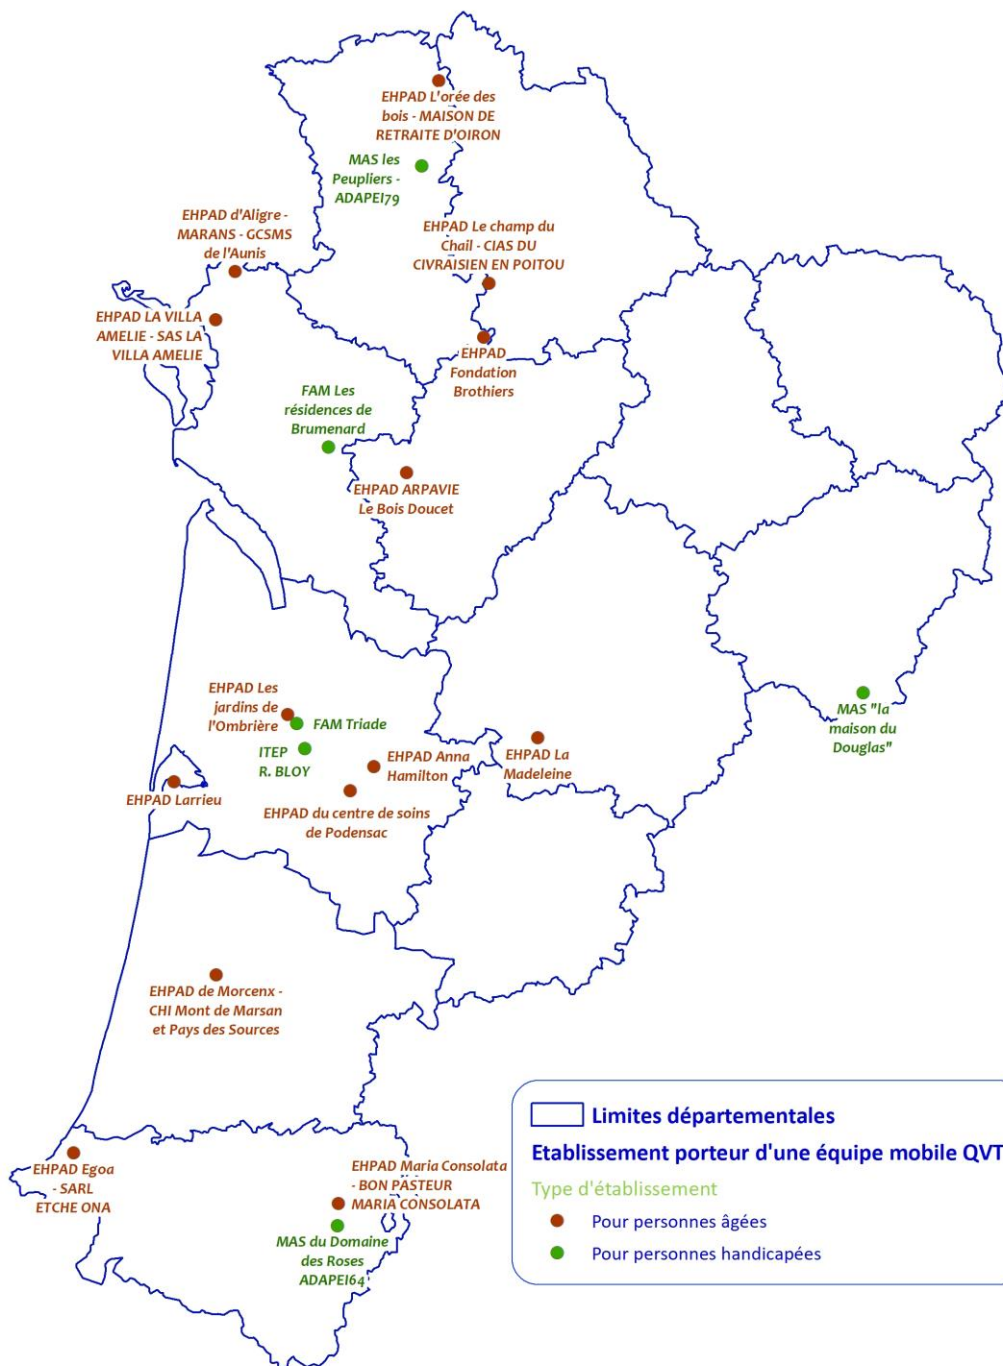 EHPAD L'orée des
bois - MAISON DE
RETRAITE D'OIRON
MAS les
Peupliers -
ADAPEI79
EHPAD d'Aligre -
MARANS - GCSMS
de l'Aunis
EHPAD Le champ du
Chail - CIAS DU
CIVRAISIEN EN POITOU
EHPAD LA VILLA
AMELIE - SAS LA
VILLA AMELIE
EHPAD
Fondation
Brothiers
FAM Les
résidences de
Brumenard
EHPAD ARPAVIE
Le Bois Doucet
EHPAD Les
jardins de
l'Ombrière
FAM Triade
ITEP
R. BLOY
EHPAD Anna
Hamilton
EHPAD La
Madeleine
MAS "la
maison du
Douglas"
EHPAD Larrieu
EHPAD du centre de soins
de Podensac
EHPAD de Morcenx -
CHI Mont de Marsan
et Pays des Sources
EHPAD Egoa
- SARL
ETCHE ONA
EHPAD Maria Consolata
- BON PASTEUR
MARIA CONSOLATA
MAS du Domaine
des Roses
ADAPEI64
Limites départementales
Etablissement porteur d'une équipe mobile QVT
Type d'établissement
Pour personnes âgées
Pour personnes handicapées